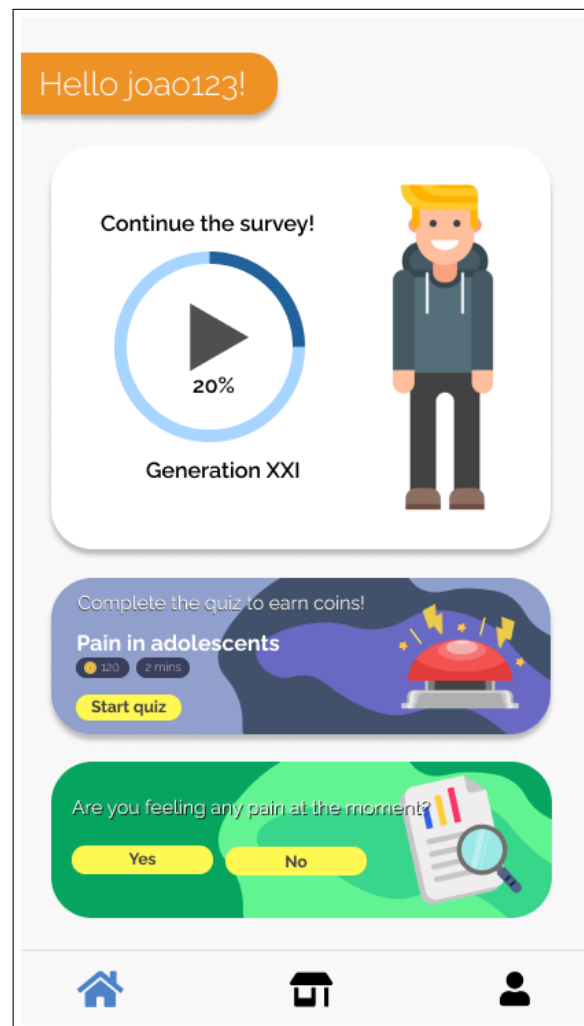 Hello joao123!
Continue the survey!
20%
Generation XXI
Complete the quiz to earn coins!
Pain in adolescents
120
2 mins
Start quiz
Are you feeling any pain at the moment?
Yes
No